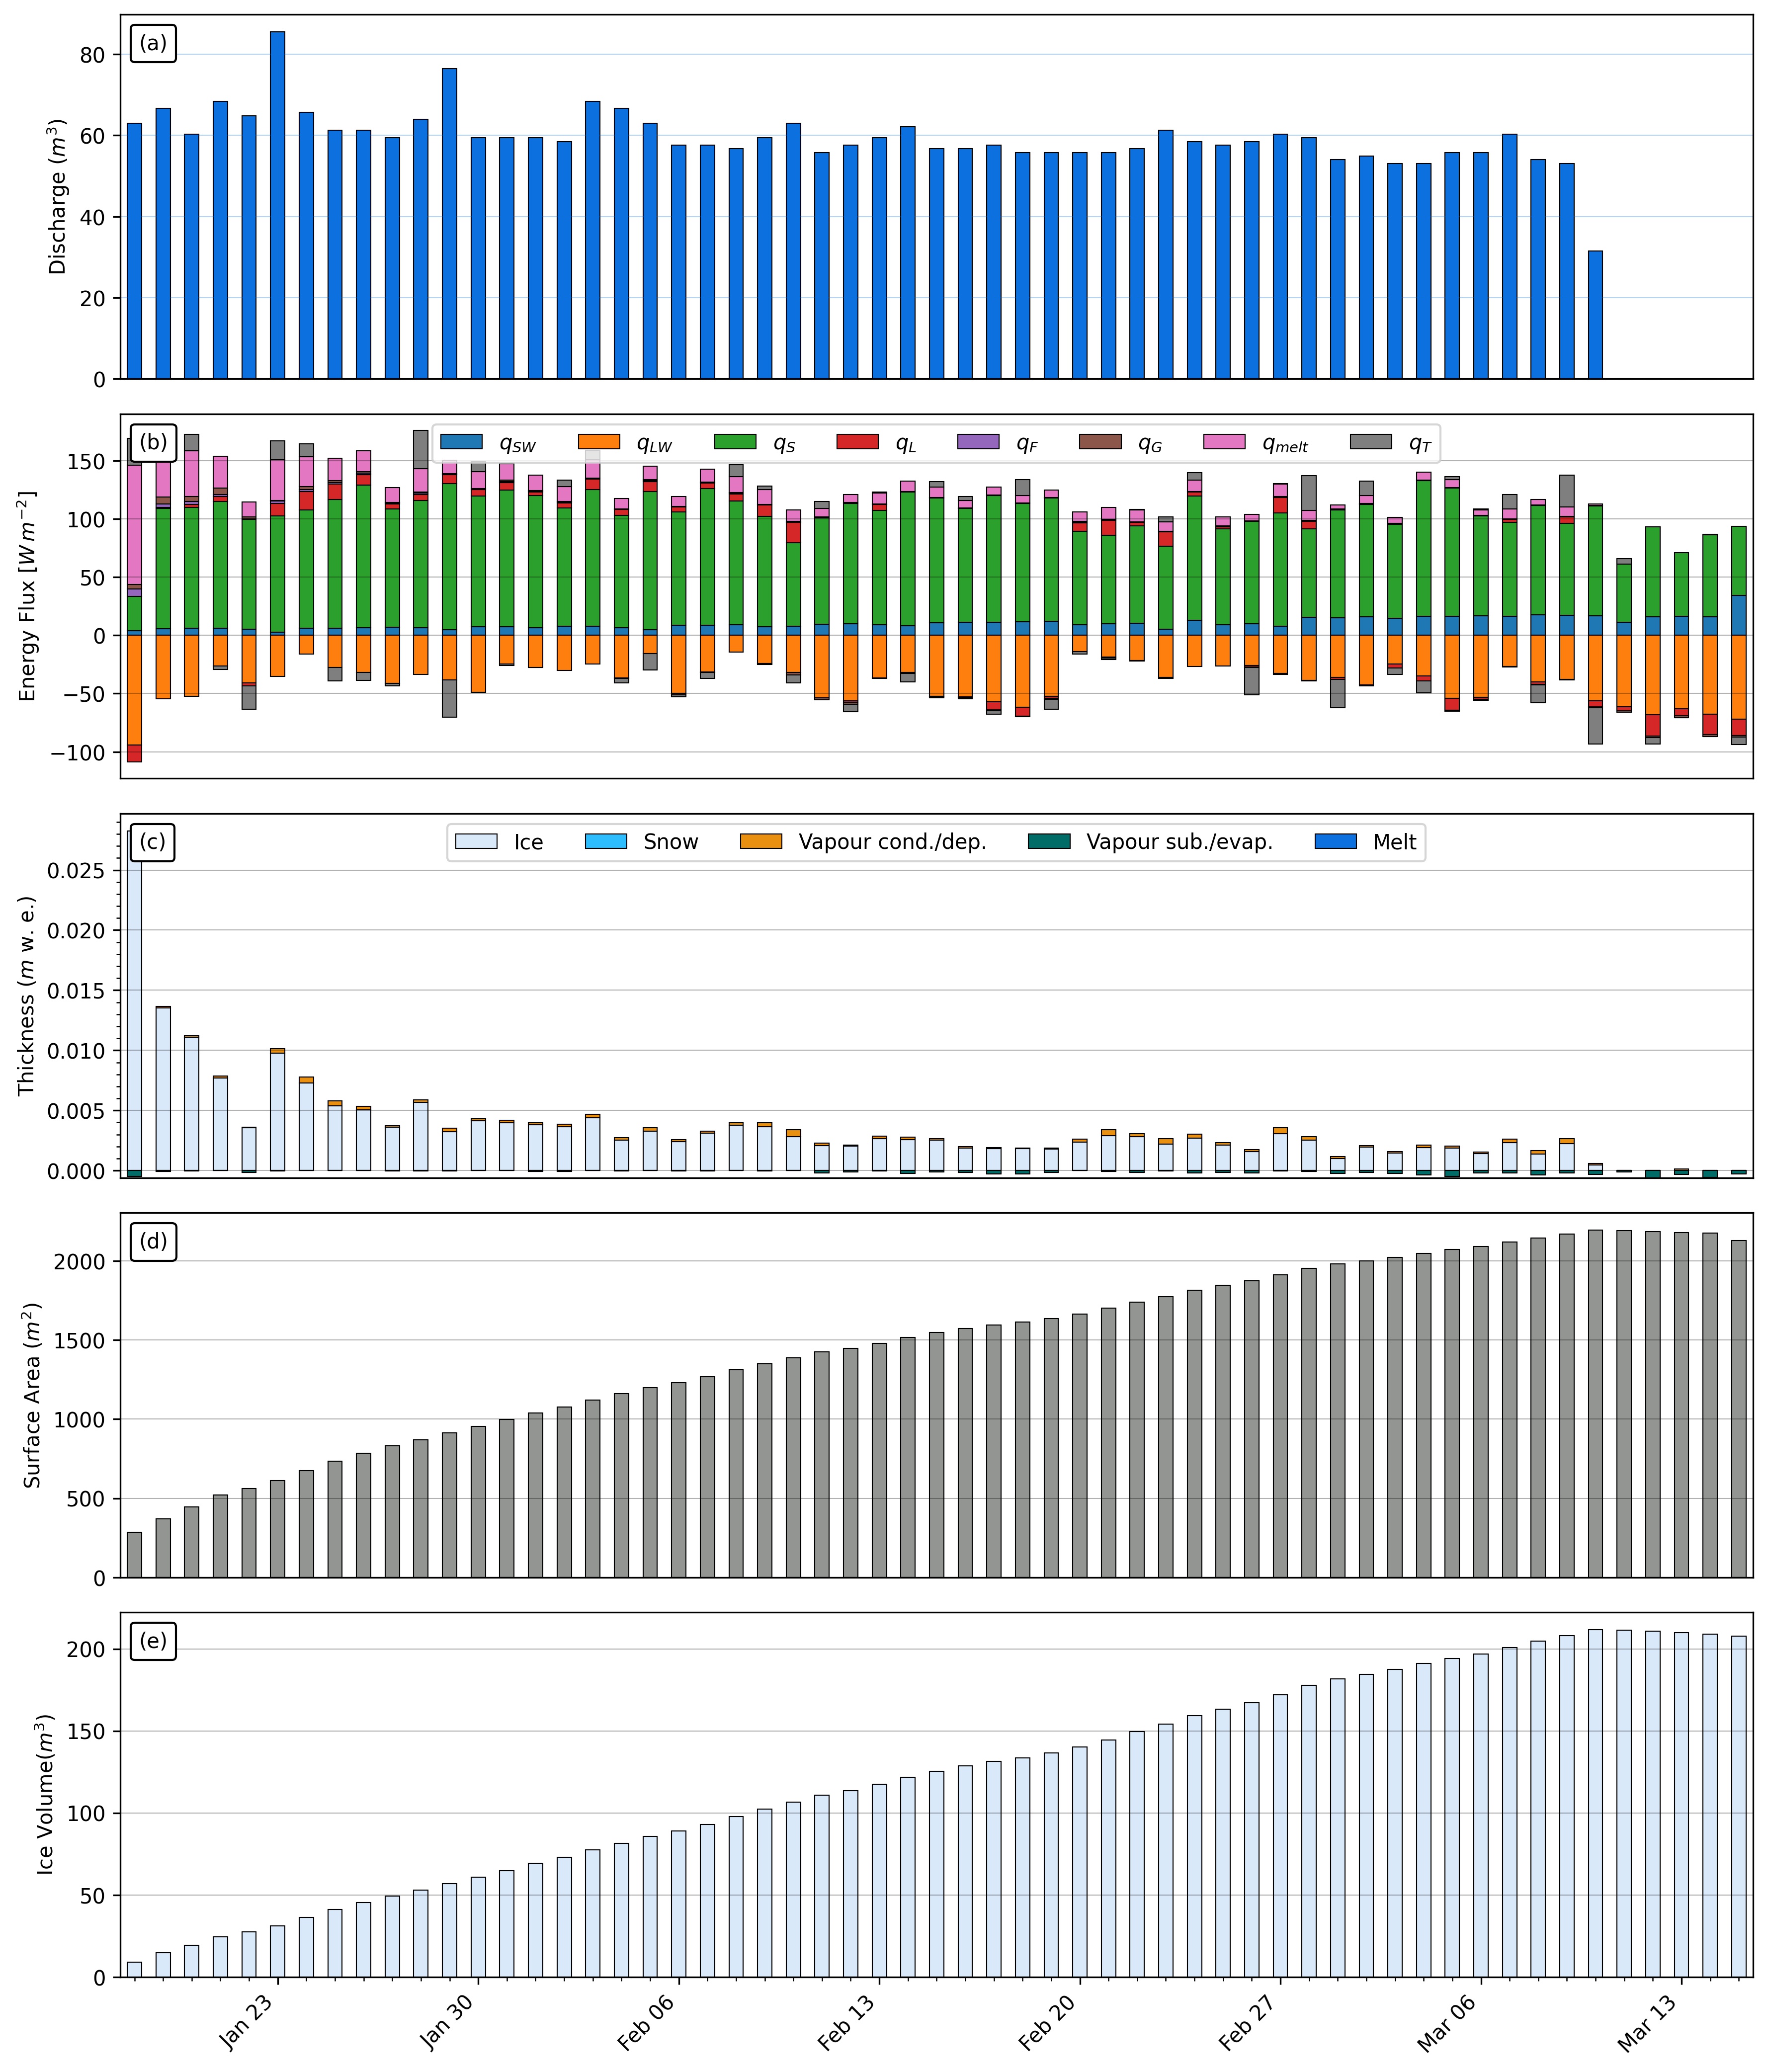 (a)
80
60
40
20
0
Discharge (m³)
(b)
q_SW q_LW q_S q_L q_F q_G q_melt q_T
150
100
50
0
−50
−100
Energy Flux [W m⁻²]
(c)
Ice Snow Vapour cond./dep. Vapour sub./evap. Melt
0.025
0.020
0.015
0.010
0.005
0.000
Thickness (m w. e.)
(d)
2000
1500
1000
500
0
Surface Area (m²)
(e)
200
150
100
50
0
Ice Volume(m³)
Jan 23 Jan 30 Feb 06 Feb 13 Feb 20 Feb 27 Mar 06 Mar 13